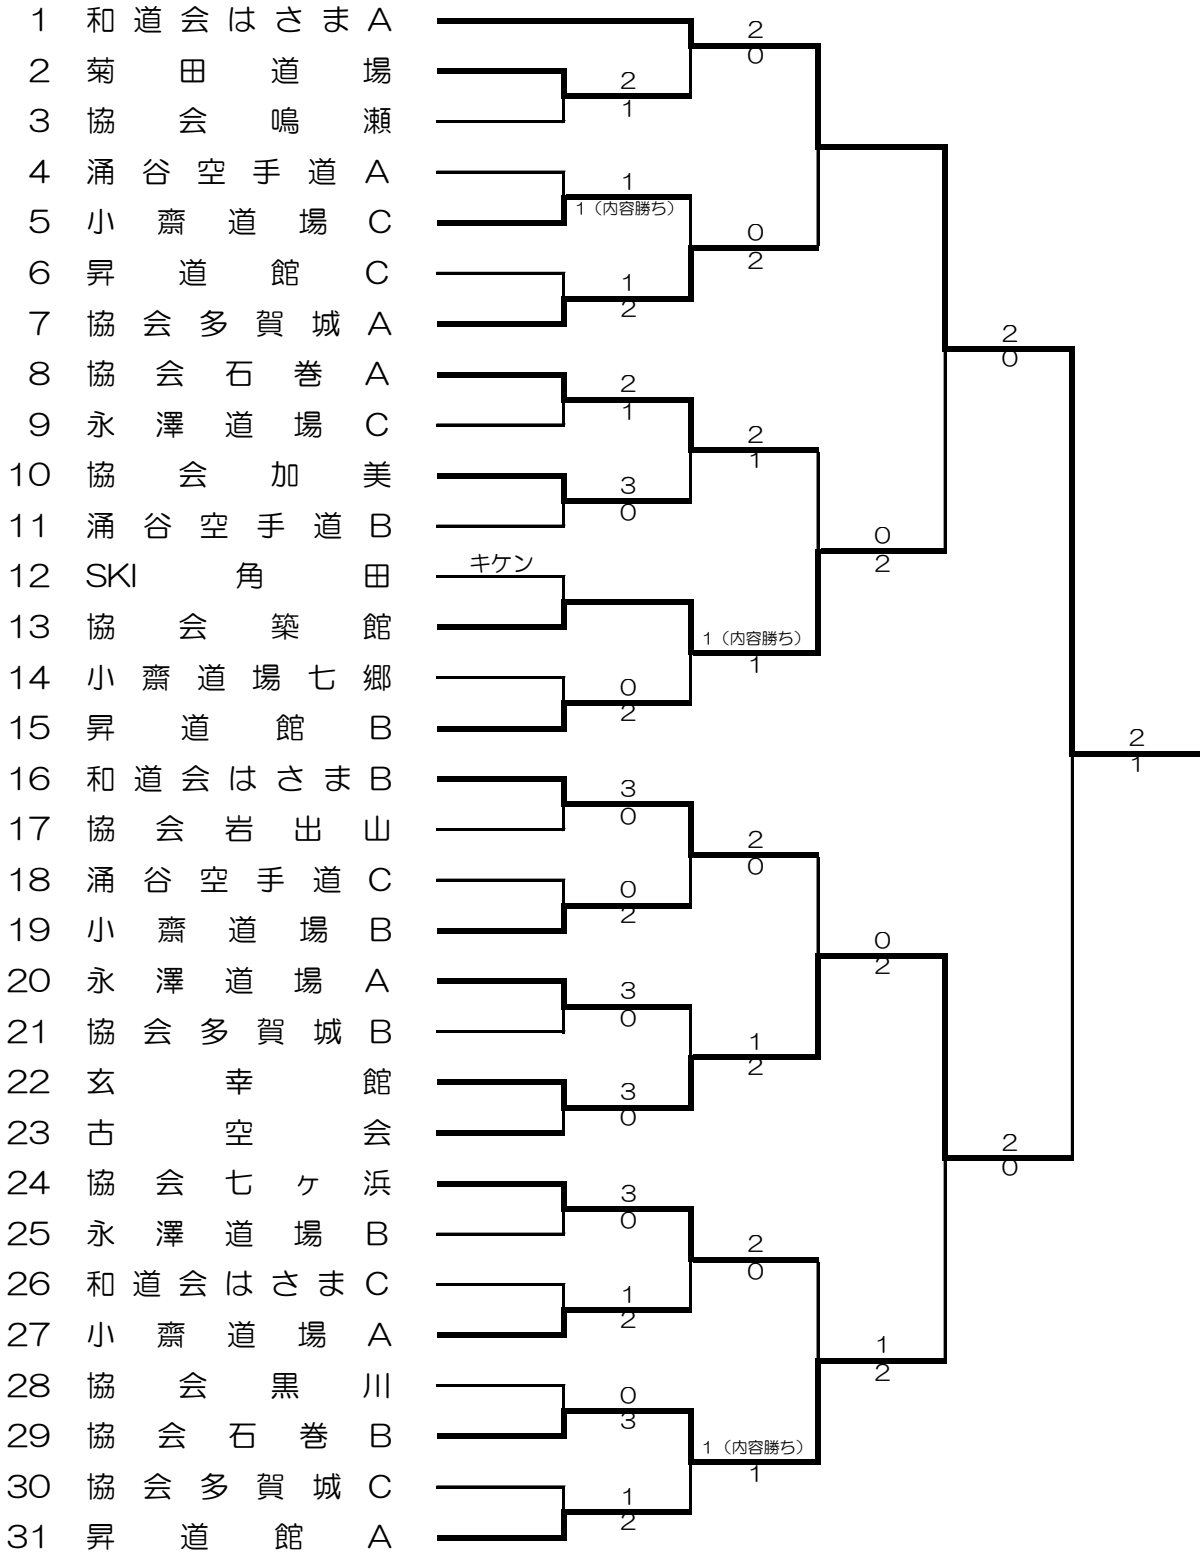 1 和道会はさまA
2
0
2 菊田道場
2
1
3 協会鳴瀬
4 涌谷空手道A
1
1（内容勝ち）
5 小齋道場C
0
2
6 昇道館C
1
2
7 協会多賀城A
2
0
8 協会石巻A
2
1
9 永澤道場C
2
1
10 協会加美
3
0
11 涌谷空手道B
0
2
12 SKI角田
キケン
13 協会築館
1（内容勝ち）
1
14 小齋道場七郷
0
2
15 昇道館B
2
1
16 和道会はさまB
3
0
17 協会岩出山
2
0
18 涌谷空手道C
0
2
19 小齋道場B
0
2
20 永澤道場A
3
0
21 協会多賀城B
1
2
22 玄幸館
3
0
23 古空会
2
0
24 協会七ヶ浜
3
0
25 永澤道場B
2
0
26 和道会はさまC
1
2
27 小齋道場A
1
2
28 協会黒川
0
3
29 協会石巻B
1（内容勝ち）
1
30 協会多賀城C
1
2
31 昇道館A